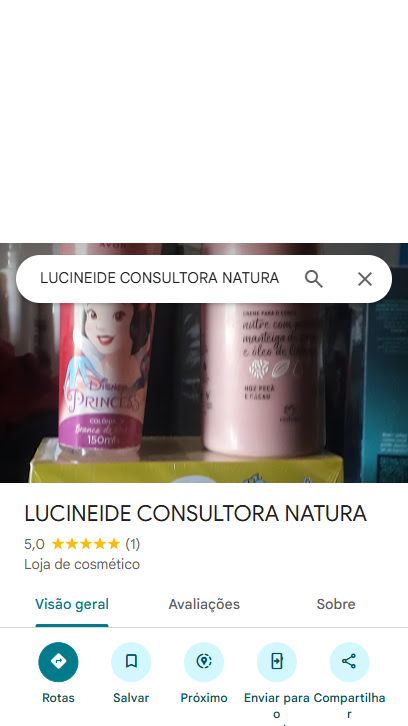 AVON
LUCINEIDE CONSULTORA NATURA
CREME PARA O CORPO
nutre com
manteiga de
e óleo de
NOZ PECÃ
E CACAU
Disney
PRINCESS
COLÔNIA
Branca de
150ml
LUCINEIDE CONSULTORA NATURA
5,0 ★★★★★ (1)
Loja de cosmético
Visão geral Avaliações Sobre
Rotas Salvar Próximo Enviar para o Compartilhar